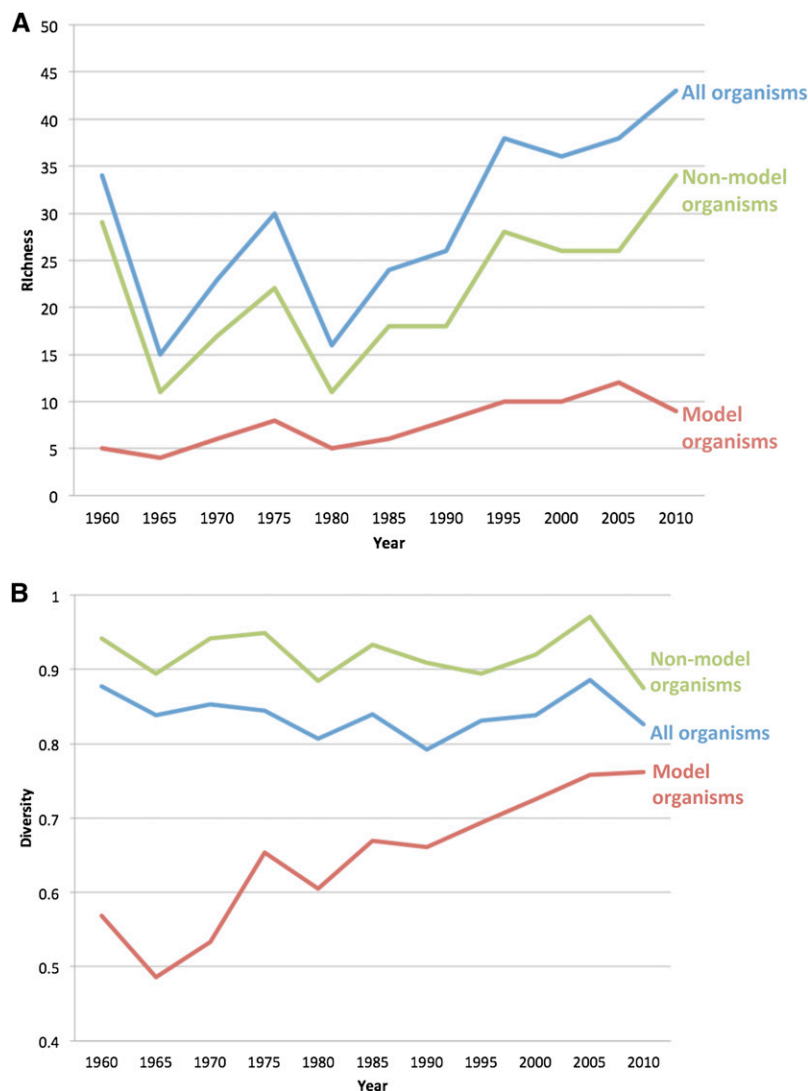 A
50
45
40
35
30
25
20
15
10
5
0
RIchness
All organisms
Non-model
organisms
Model
organisms
1960 1965 1970 1975 1980 1985 1990 1995 2000 2005 2010
Year
B
1
0.9
0.8
0.7
0.6
0.5
0.4
Diversity
Non-model
organisms
All organisms
Model
organisms
1960 1965 1970 1975 1980 1985 1990 1995 2000 2005 2010
Year